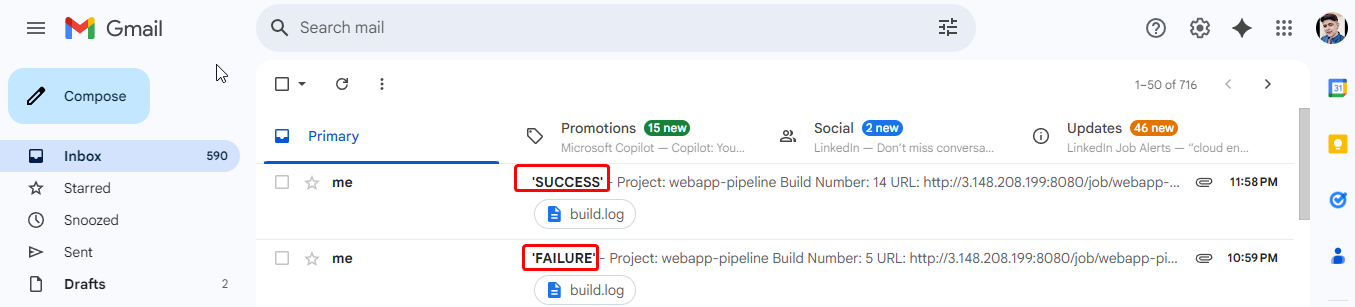 Gmail
Search mail
Compose
1–50 of 716
Primary
Promotions 15 new
Microsoft Copilot — Copilot: You...
Social 2 new
LinkedIn — Don't miss conversa...
Updates 46 new
LinkedIn Job Alerts — “cloud en...
Inbox 590
Starred
Snoozed
Sent
Drafts 2
me 'SUCCESS' - Project: webapp-pipeline Build Number: 14 URL: http://3.148.208.199:8080/job/webapp-... 11:58 PM
build.log
me 'FAILURE' - Project: webapp-pipeline Build Number: 5 URL: http://3.148.208.199:8080/job/webapp-pi... 10:59 PM
build.log
31